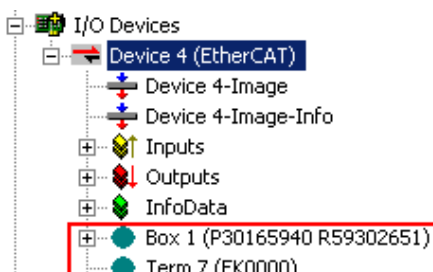 I/O Devices
Device 4 (EtherCAT)
Device 4-Image
Device 4-Image-Info
Inputs
Outputs
InfoData
Box 1 (P30165940 R59302651)
Term 7 (EK0000)